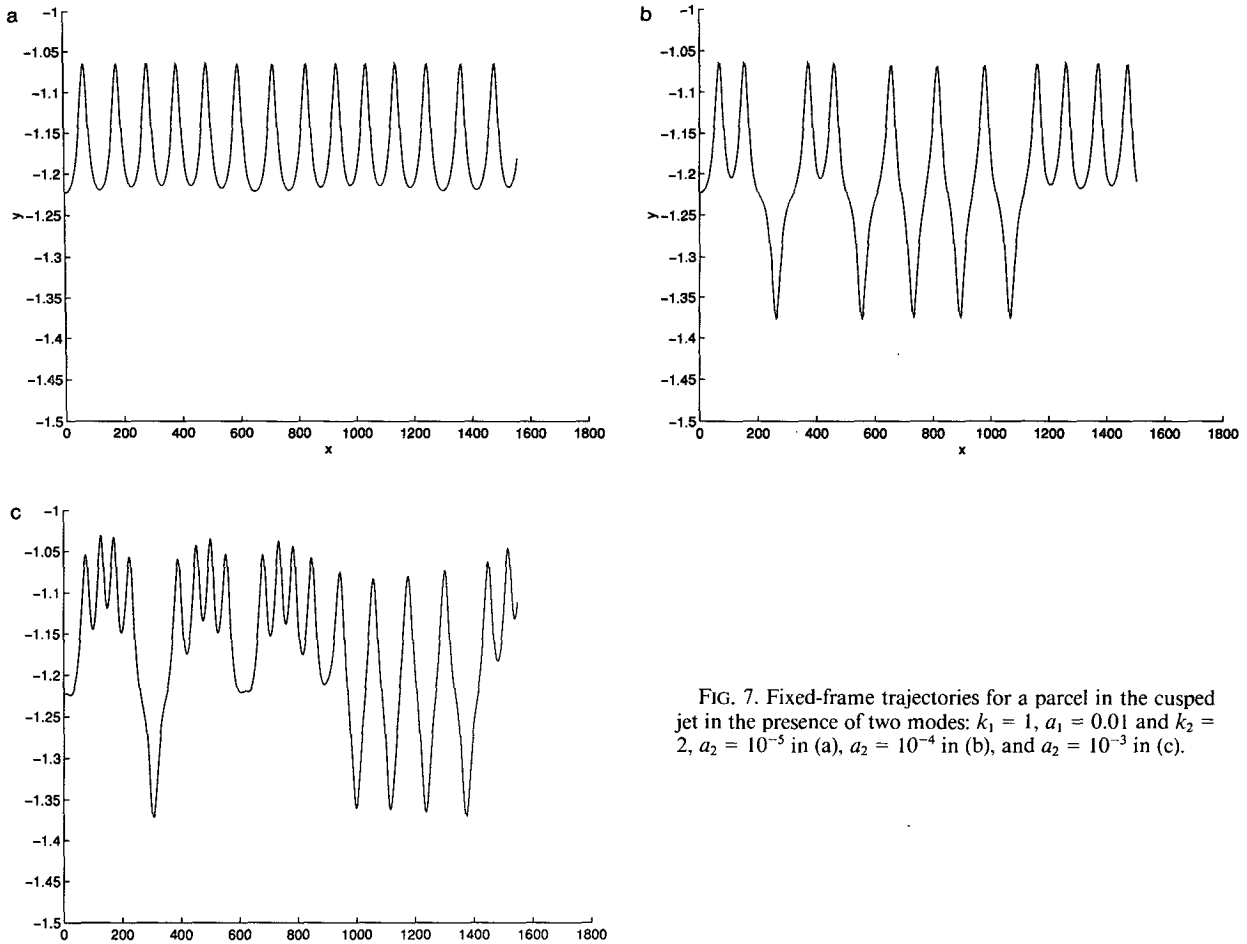 a
-1
-1.05
-1.1
-1.15
-1.2
y
-1.25
-1.3
-1.35
-1.4
-1.45
-1.5
0 200 400 600 800 1000 1200 1400 1600 1800
x
b
-1
-1.05
-1.1
-1.15
-1.2
y
-1.25
-1.3
-1.35
-1.4
-1.45
-1.5
0 200 400 600 800 1000 1200 1400 1600 1800
x
c
-1
-1.05
-1.1
-1.15
-1.2
-1.25
-1.3
-1.35
-1.4
-1.45
-1.5
0 200 400 600 800 1000 1200 1400 1600 1800
FIG. 7. Fixed-frame trajectories for a parcel in the cusped
jet in the presence of two modes: k₁ = 1, a₁ = 0.01 and k₂ =
2, a₂ = 10⁻⁵ in (a), a₂ = 10⁻⁴ in (b), and a₂ = 10⁻³ in (c).